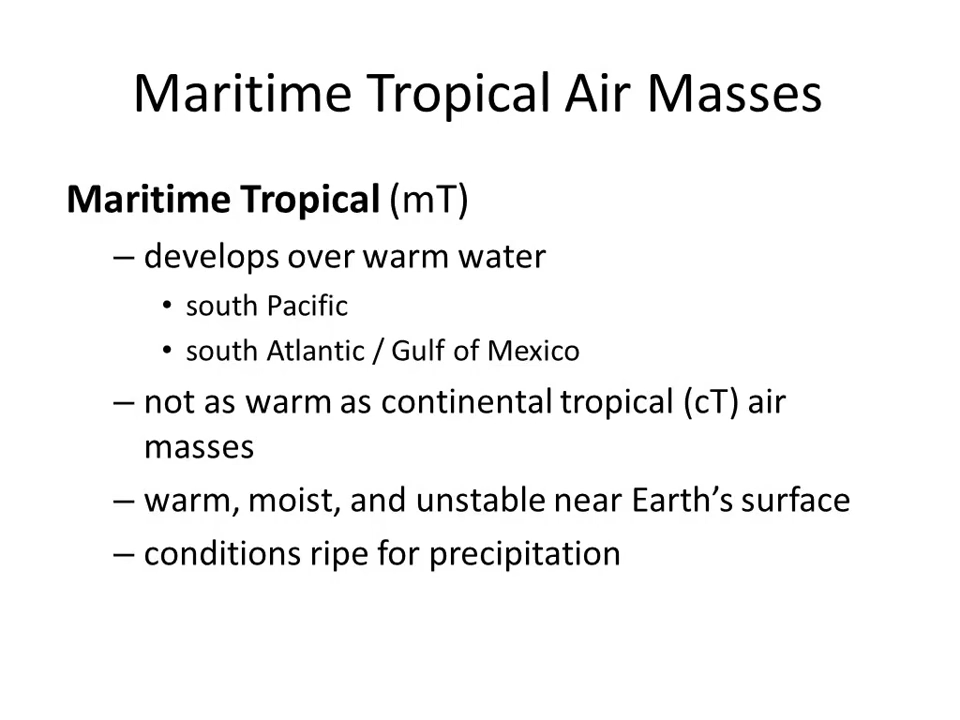 Maritime Tropical Air Masses
Maritime Tropical (mT)
– develops over warm water
• south Pacific
• south Atlantic / Gulf of Mexico
– not as warm as continental tropical (cT) air
masses
– warm, moist, and unstable near Earth’s surface
– conditions ripe for precipitation